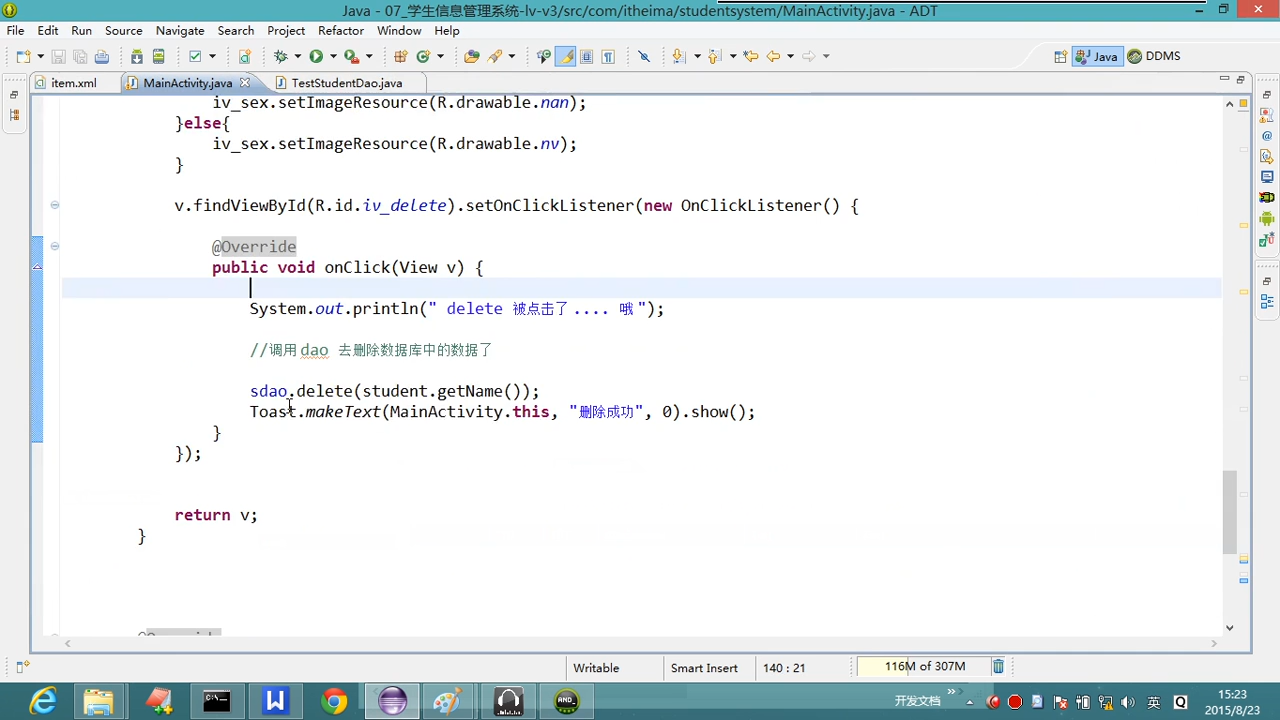 Java - 07_学生信息管理系统-lv-v3/src/com/itheima/studentsystem/MainActivity.java - ADT
File Edit Run Source Navigate Search Project Refactor Window Help
Java DDMS
item.xml MainActivity.java TestStudentDao.java
iv_sex.setImageResource(R.drawable.nan);
}else{
iv_sex.setImageResource(R.drawable.nv);
}
v.findViewById(R.id.iv_delete).setOnClickListener(new OnClickListener() {
@Override
public void onClick(View v) {
System.out.println(" delete 被点击了.... 哦");
//调用dao 去删除数据库中的数据了
sdao.delete(student.getName());
Toast.makeText(MainActivity.this, "删除成功", 0).show();
}
});
return v;
}
@Override
Writable Smart Insert 140 : 21 116M of 307M
开发文档 » 英 15:23
2015/8/23